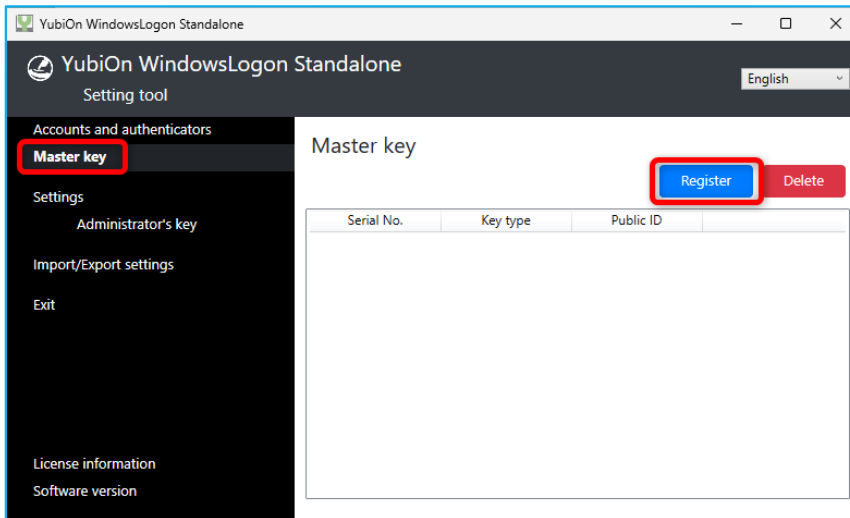 YubiOn WindowsLogon Standalone
YubiOn WindowsLogon Standalone
Setting tool
English
Accounts and authenticators
Master key
Settings
Administrator's key
Import/Export settings
Exit
License information
Software version
Master key
Register
Delete
Serial No.
Key type
Public ID